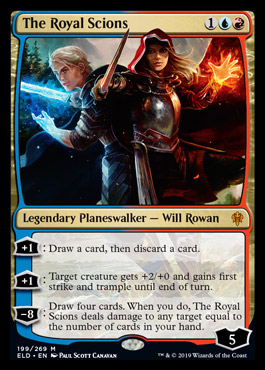 The Royal Scions 1
Legendary Planeswalker — Will Rowan
+1 : Draw a card, then discard a card.
+1 : Target creature gets +2/+0 and gains first
strike and trample until end of turn.
-8 : Draw four cards. When you do, The Royal
Scions deals damage to any target equal to
the number of cards in your hand.
5
199/269 M
ELD • EN PAUL SCOTT CANAVAN
™ & © 2019 Wizards of the Coast